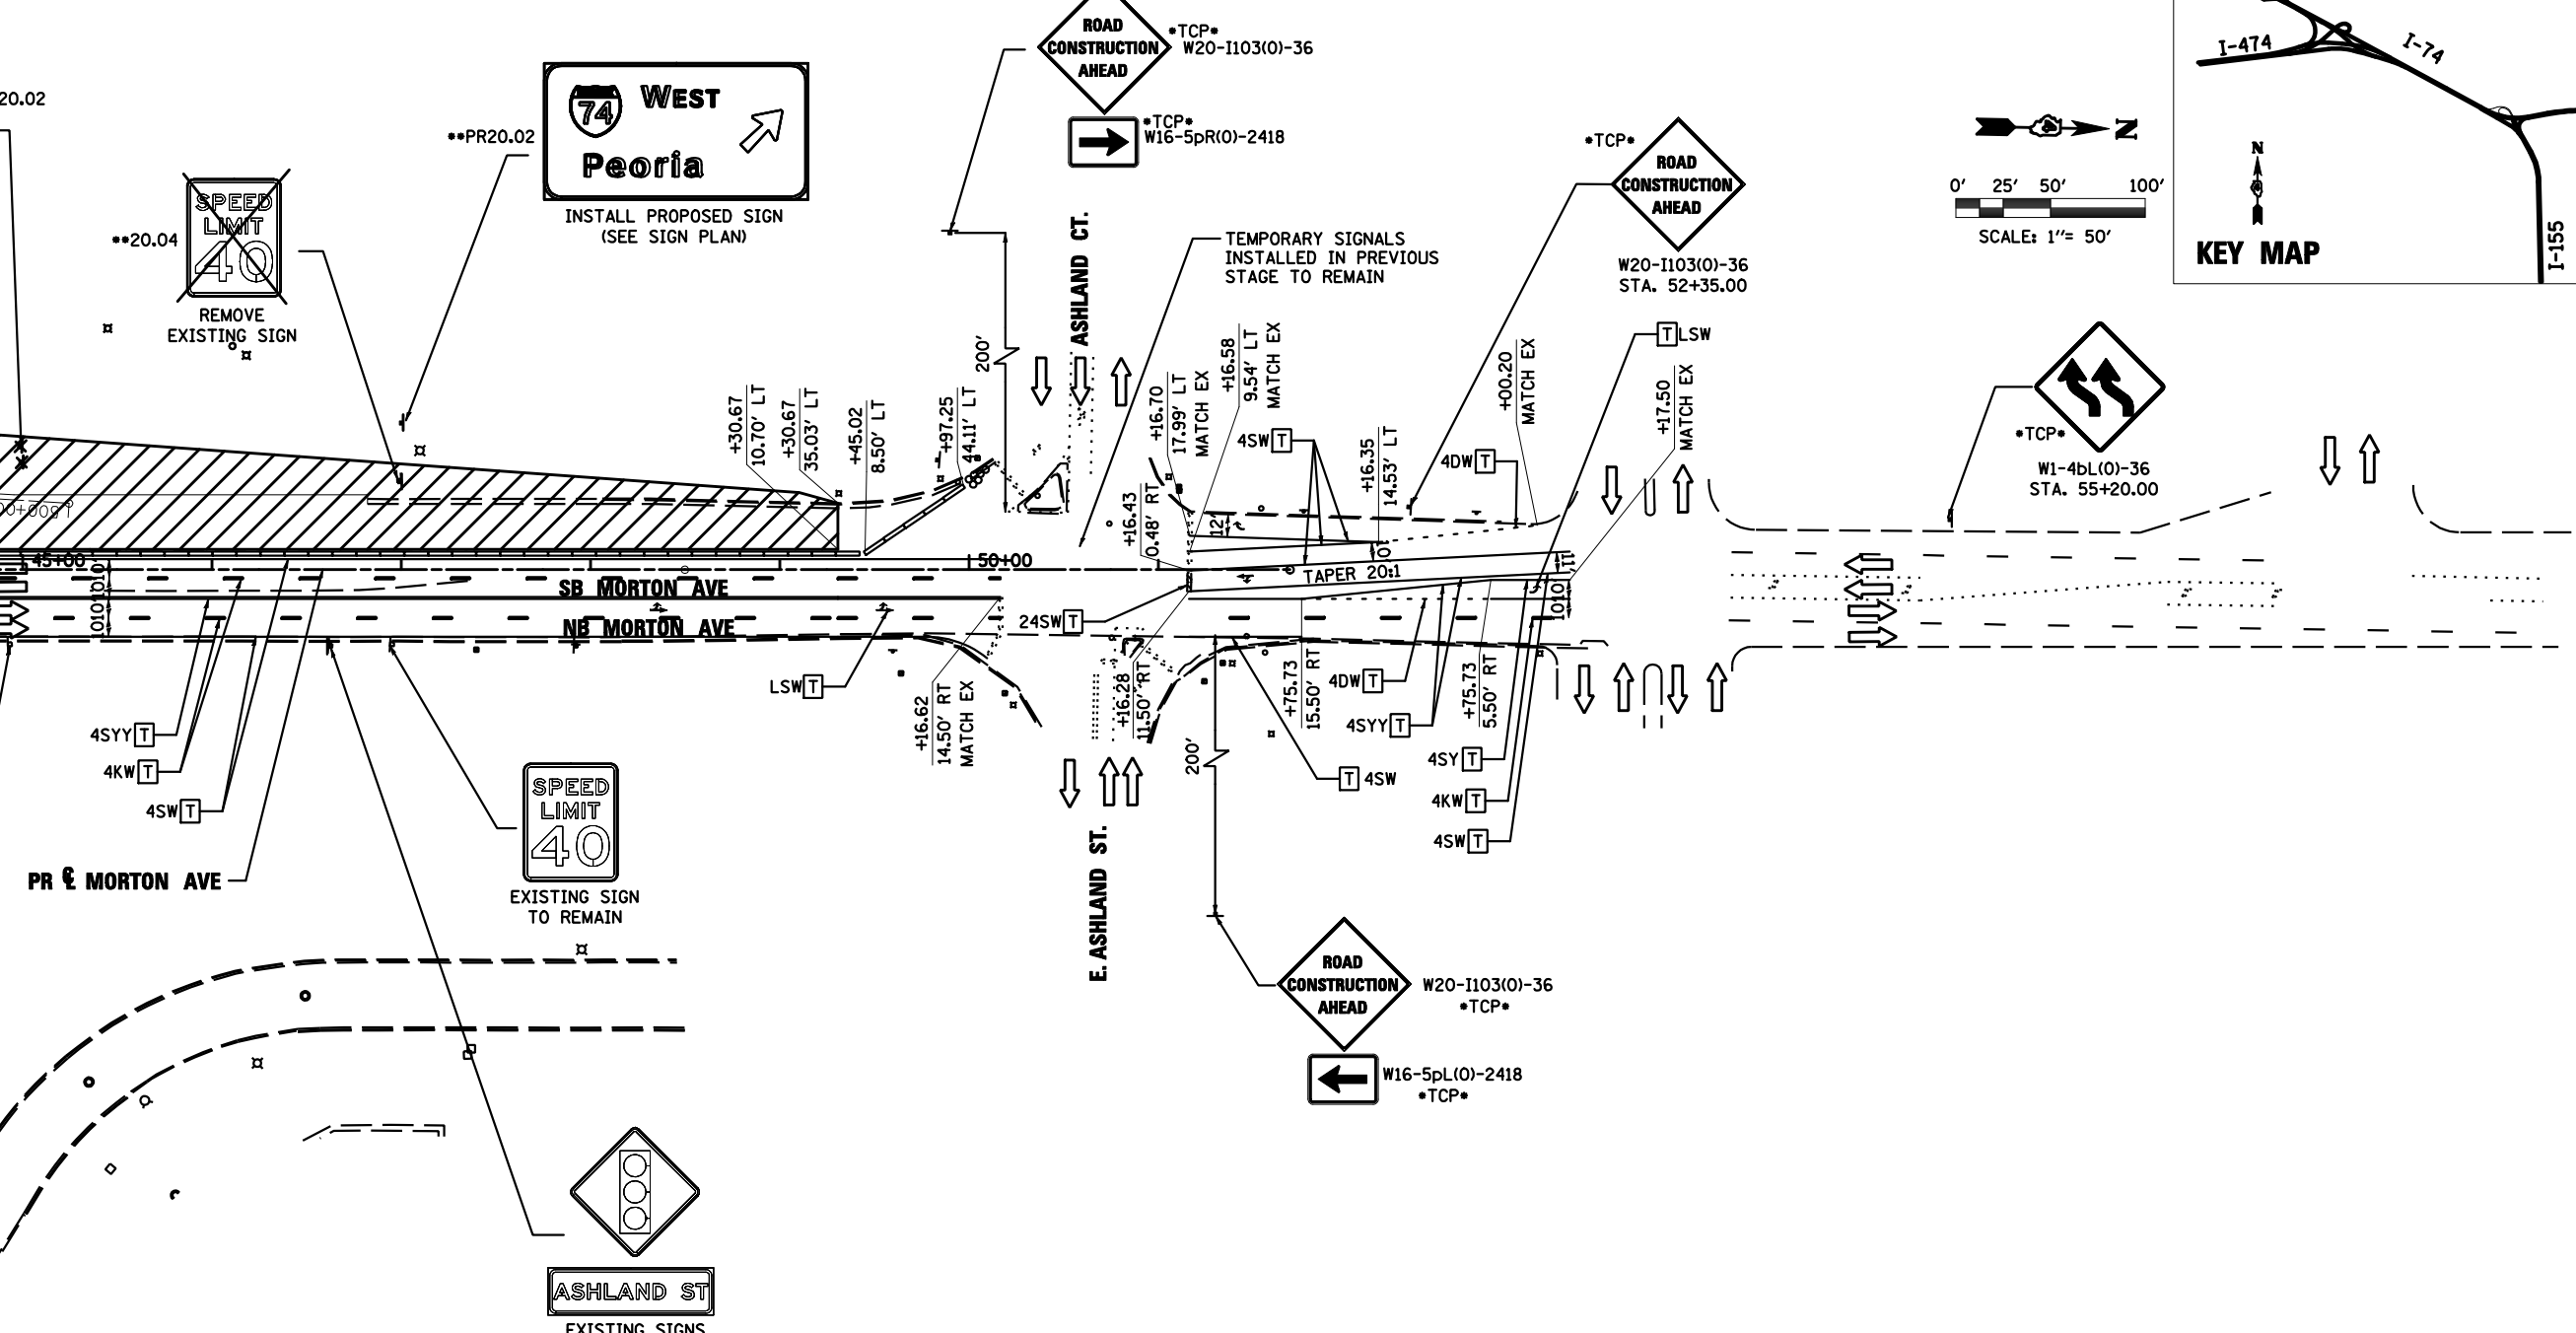 20.02
**20.04
SPEED
LIMIT
40
REMOVE
EXISTING SIGN
**PR20.02
74 WEST
Peoria
INSTALL PROPOSED SIGN
(SEE SIGN PLAN)
ROAD
CONSTRUCTION
AHEAD
*TCP*
W20-I103(O)-36
*TCP*
W16-5pR(O)-2418
200'
ASHLAND CT.
TEMPORARY SIGNALS
INSTALLED IN PREVIOUS
STAGE TO REMAIN
*TCP*
ROAD
CONSTRUCTION
AHEAD
W20-I103(O)-36
STA. 52+35.00
T LSW
N
0' 25' 50' 100'
SCALE: 1"= 50'
I-474
I-74
I-155
N
KEY MAP
*TCP*
W1-4bL(O)-36
STA. 55+20.00
+30.67
10.70' LT
+30.67
35.03' LT
+45.02
8.50' LT
+97.25
44.11' LT
+16.43
0.48' RT
+16.70
17.99' LT
MATCH EX
+16.58
9.54' LT
MATCH EX
4SW T
+16.35
14.53' LT
4DW T
+00.20
MATCH EX
+17.50
MATCH EX
12'
10'
11'
10'
10'
TAPER 20:1
45+00
50+00
10'
10'
10'
10'
SB MORTON AVE
NB MORTON AVE
24SW T
LSW T
+16.62
14.50' RT
MATCH EX
+16.28
11.50' RT
+75.73
15.50' RT
4DW T
4SYY T
+75.73
5.50' RT
4SY T
4KW T
4SW T
T 4SW
200'
4SYY T
4KW T
4SW T
PR ℄ MORTON AVE
SPEED
LIMIT
40
EXISTING SIGN
TO REMAIN
E. ASHLAND ST.
ROAD
CONSTRUCTION
AHEAD
W20-I103(O)-36
*TCP*
W16-5pL(O)-2418
*TCP*
ASHLAND ST
EXISTING SIGNS